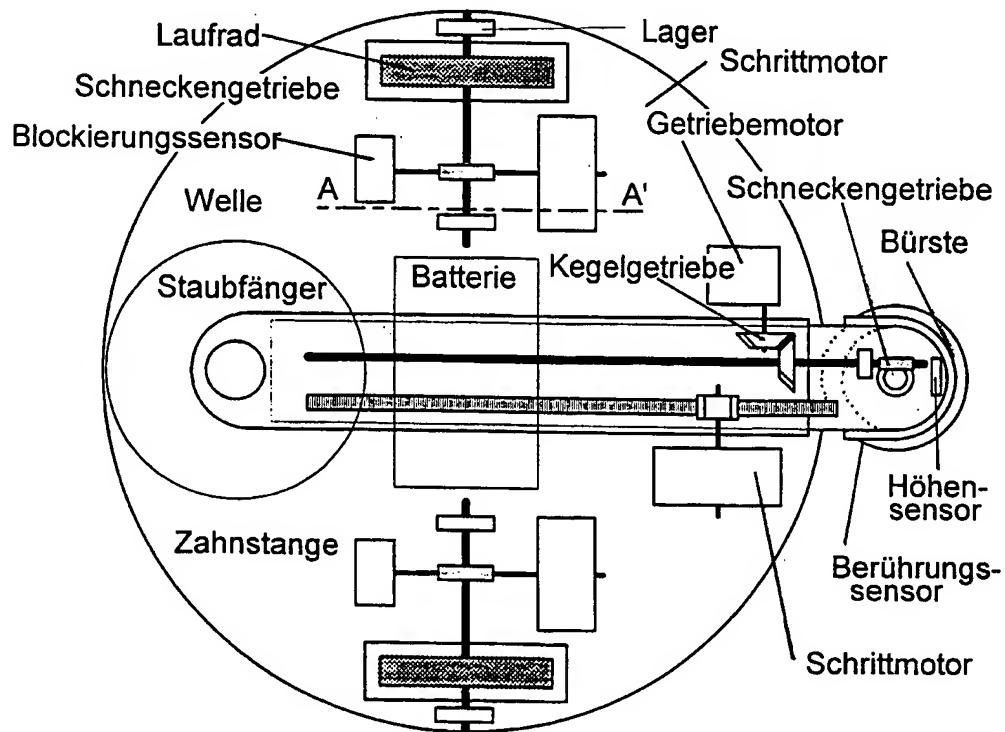 Laufrad
Lager
Schneckengetriebe
Schrittmotor
Blockierungssensor
Getriebemotor
A
A'
Schneckengetriebe
Welle
Bürste
Staubfänger
Batterie
Kegelgetriebe
Höhen-
sensor
Zahnstange
Berührungs-
sensor
Schrittmotor